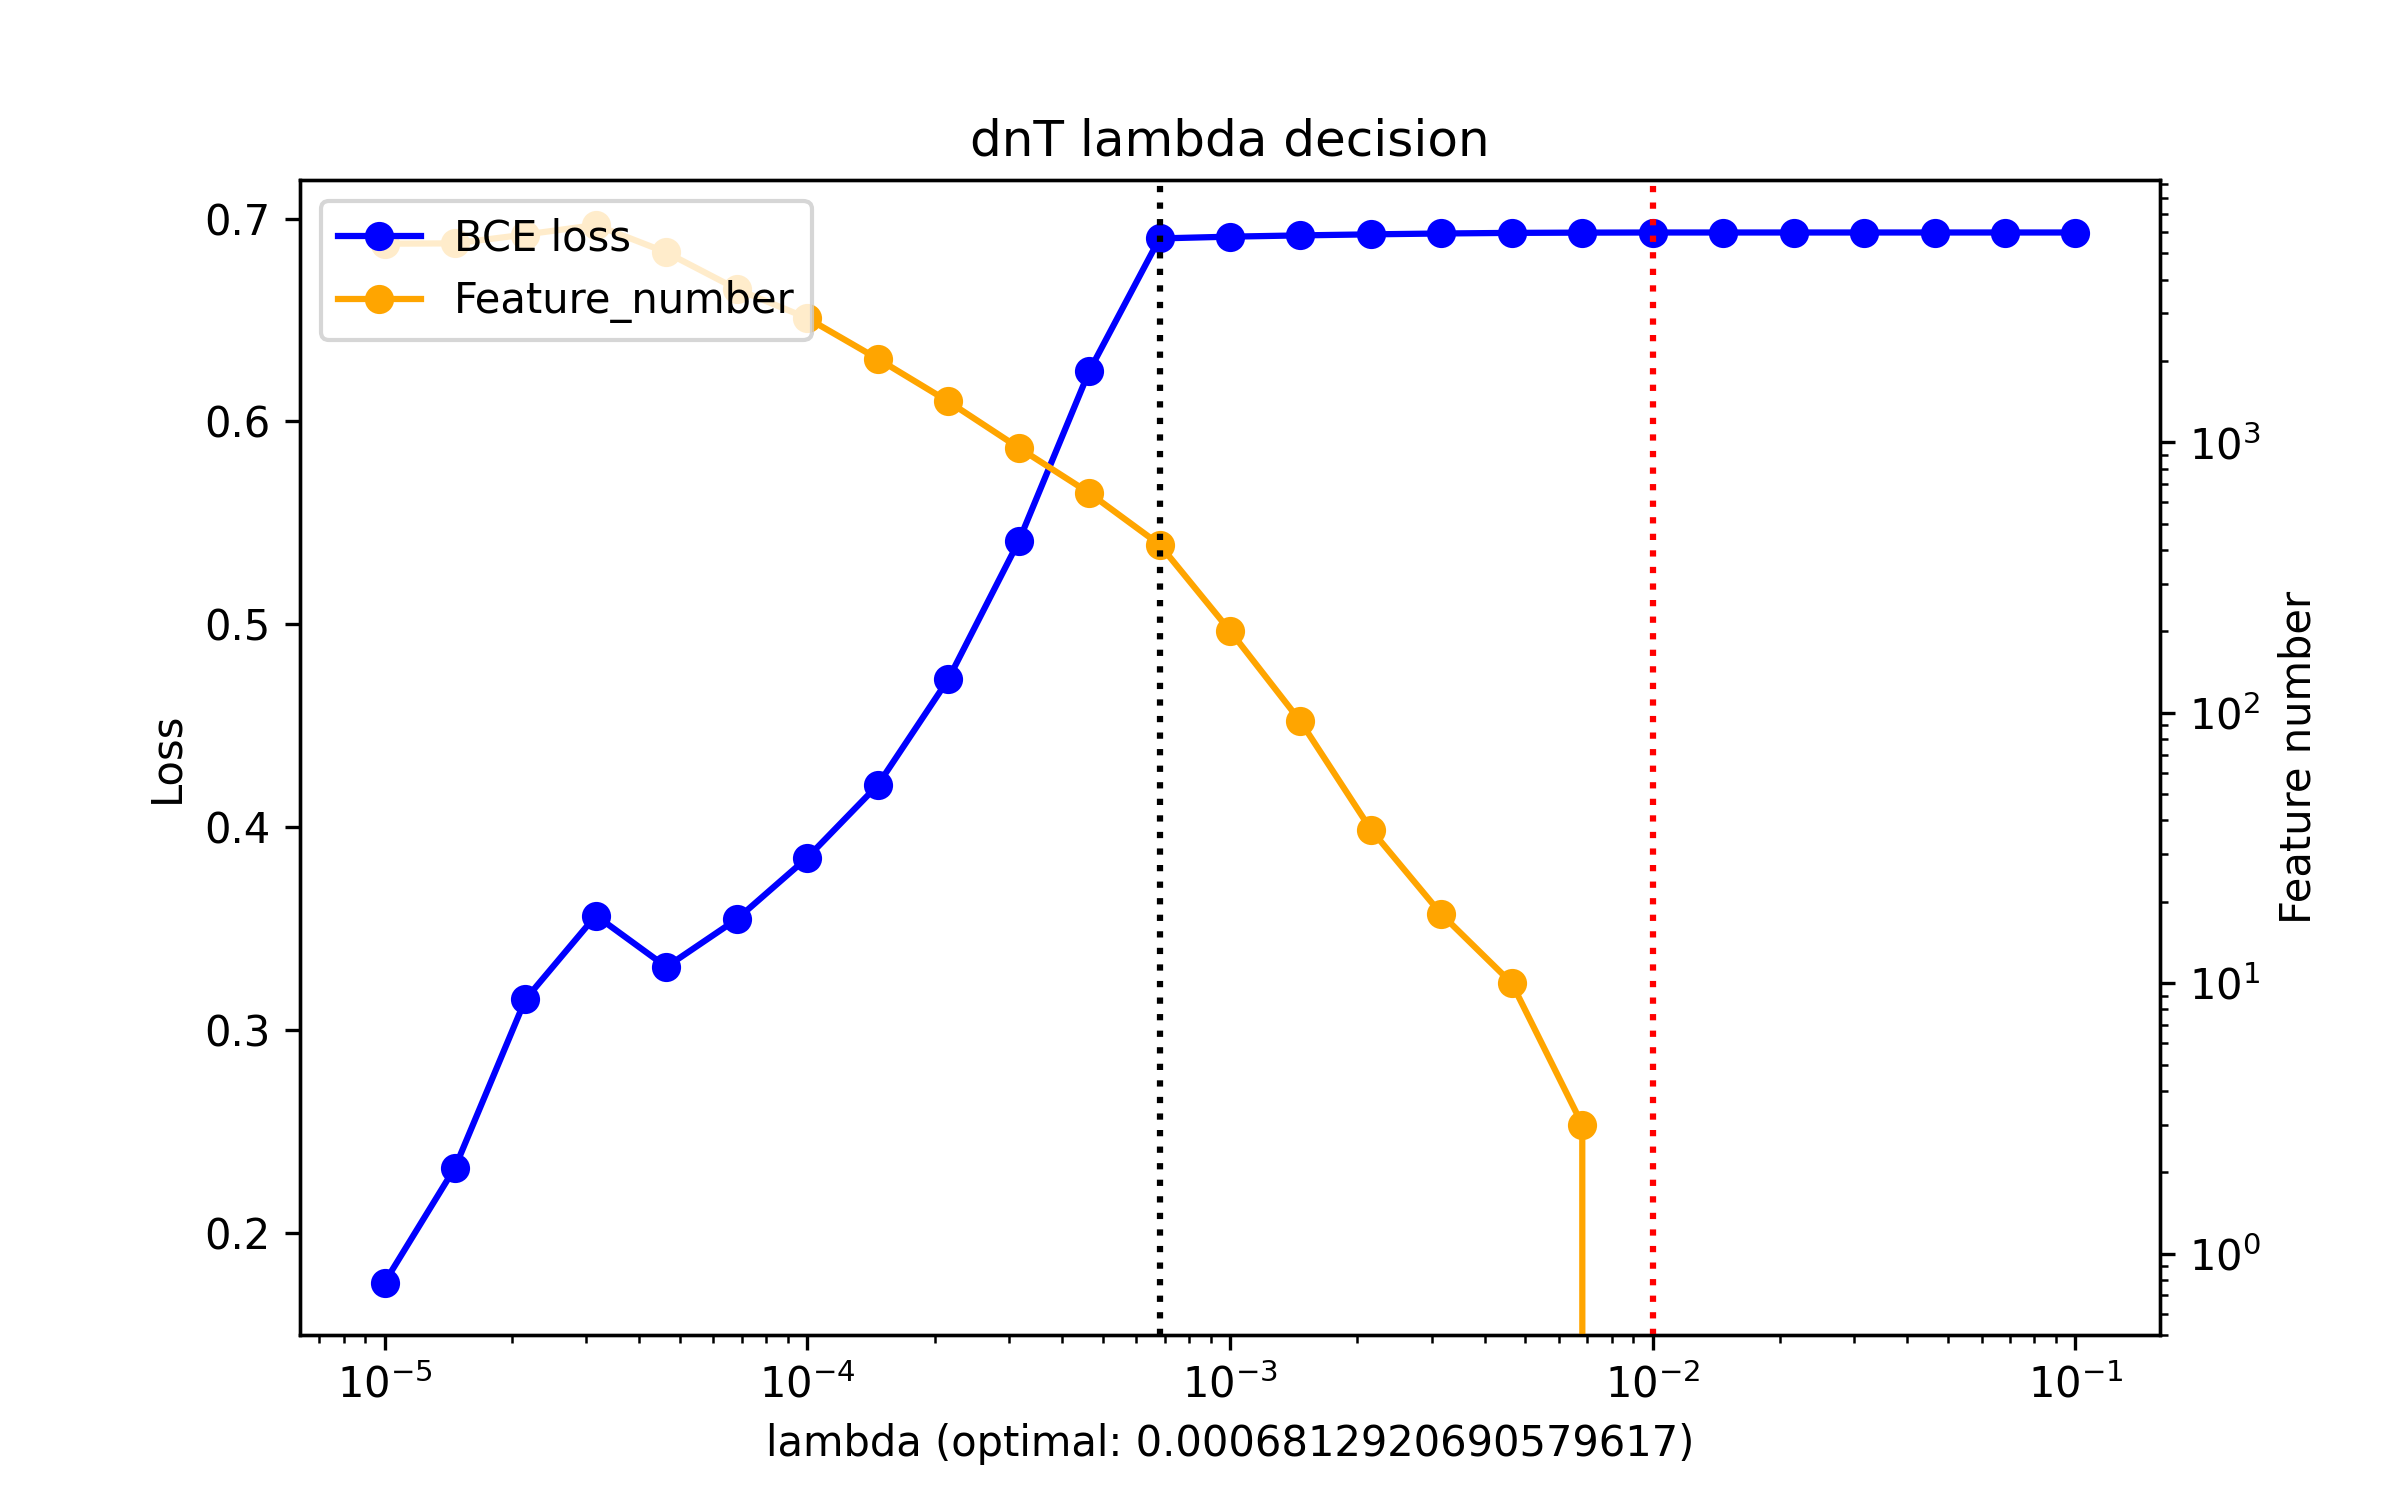 dnT lambda decision
BCE loss
Feature_number
0.7
0.6
0.5
0.4
0.3
0.2
Loss
10³
10²
10¹
10⁰
Feature number
10⁻⁵
10⁻⁴
10⁻³
10⁻²
10⁻¹
lambda (optimal: 0.0006812920690579617)